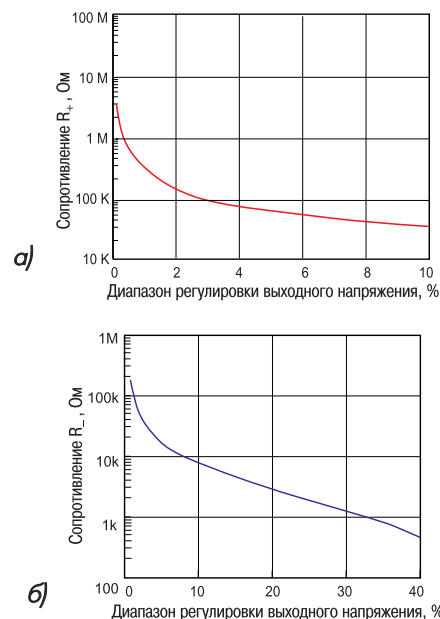 100 M
10 M
1 M
100 K
10 K
Сопротивление R+, Ом
0 2 4 6 8 10
Диапазон регулировки выходного напряжения, %
а)
1M
100k
10k
1k
100
Сопротивление R_, Ом
0 10 20 30 40
Диапазон регулировки выходного напряжения, %
б)